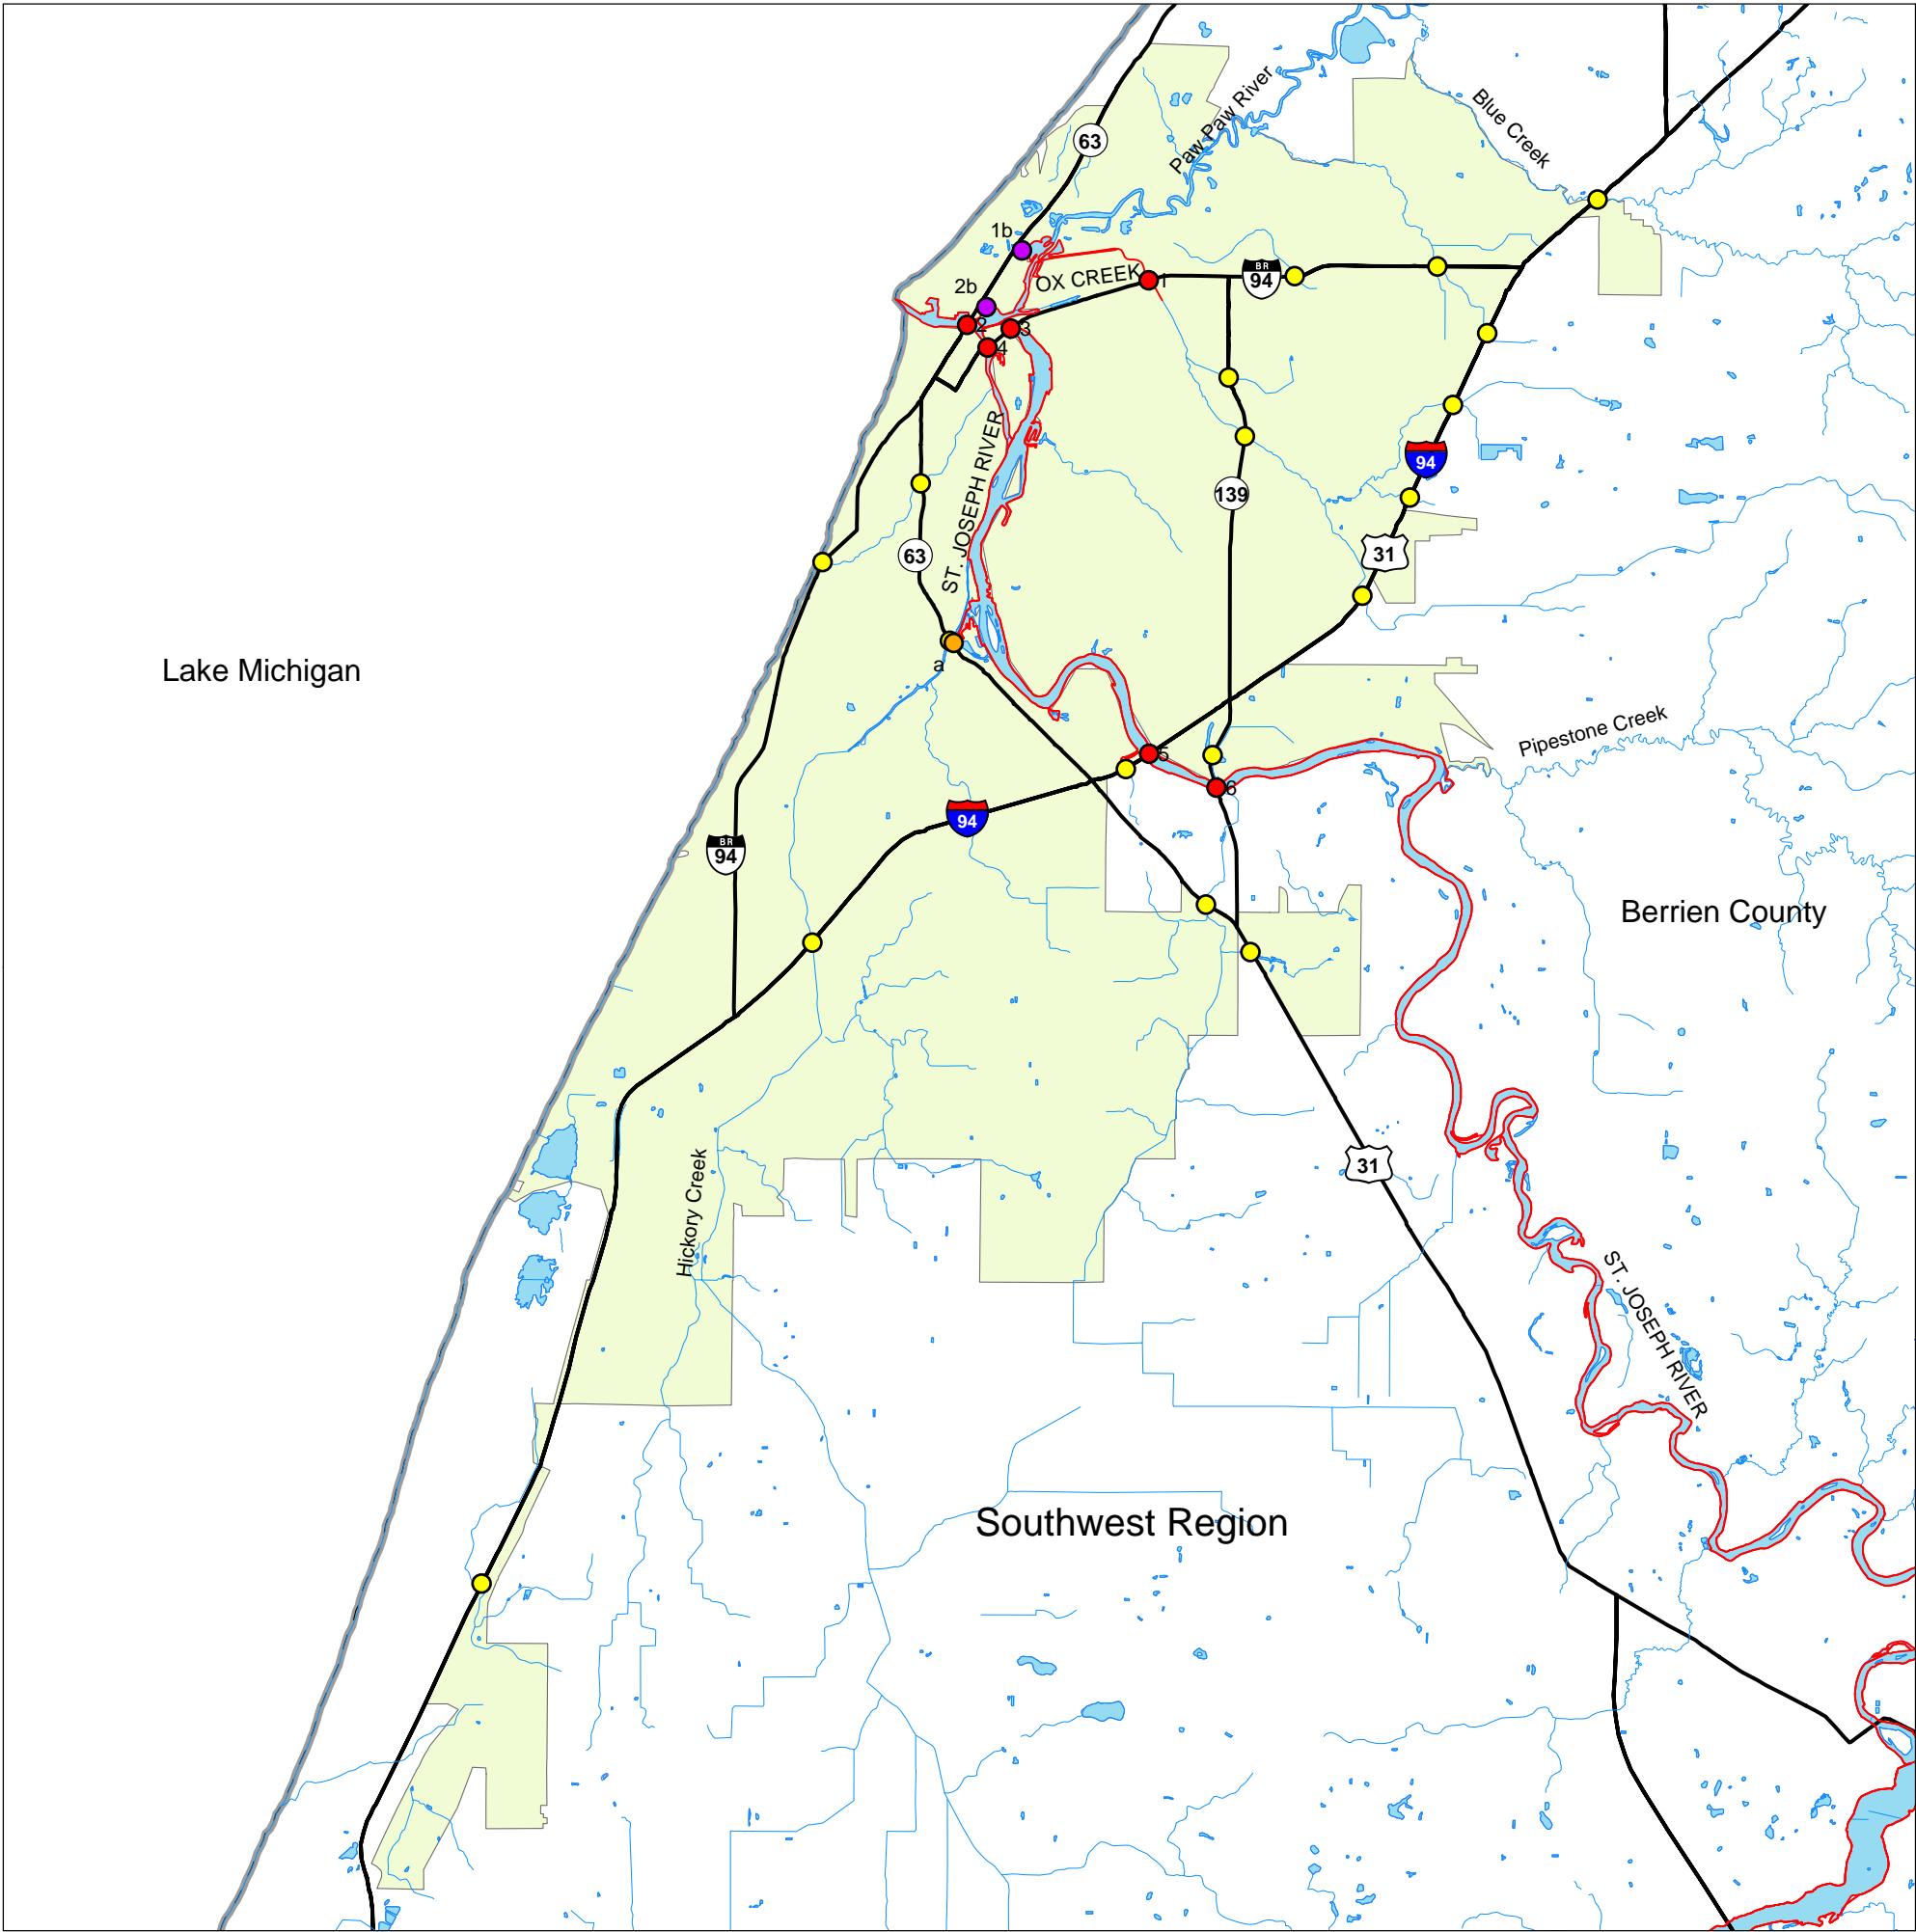 Blue Creek
Paw Paw River
63
1b
OX CREEK
1
BR
94
2b
2
3
4
ST. JOSEPH RIVER
94
139
31
63
a
Lake Michigan
Pipestone Creek
5
6
94
BR
94
Berrien County
31
Hickory Creek
ST. JOSEPH RIVER
Southwest Region